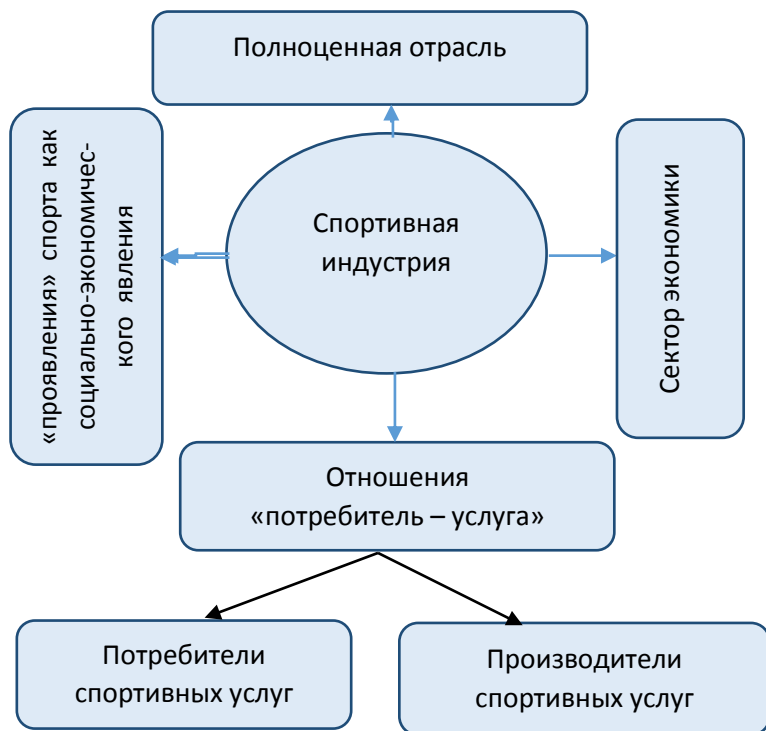 Полноценная отрасль
«проявления» спорта как
социально-экономичес-
кого явления
Спортивная
индустрия
Сектор экономики
Отношения
«потребитель – услуга»
Потребители
спортивных услуг
Производители
спортивных услуг